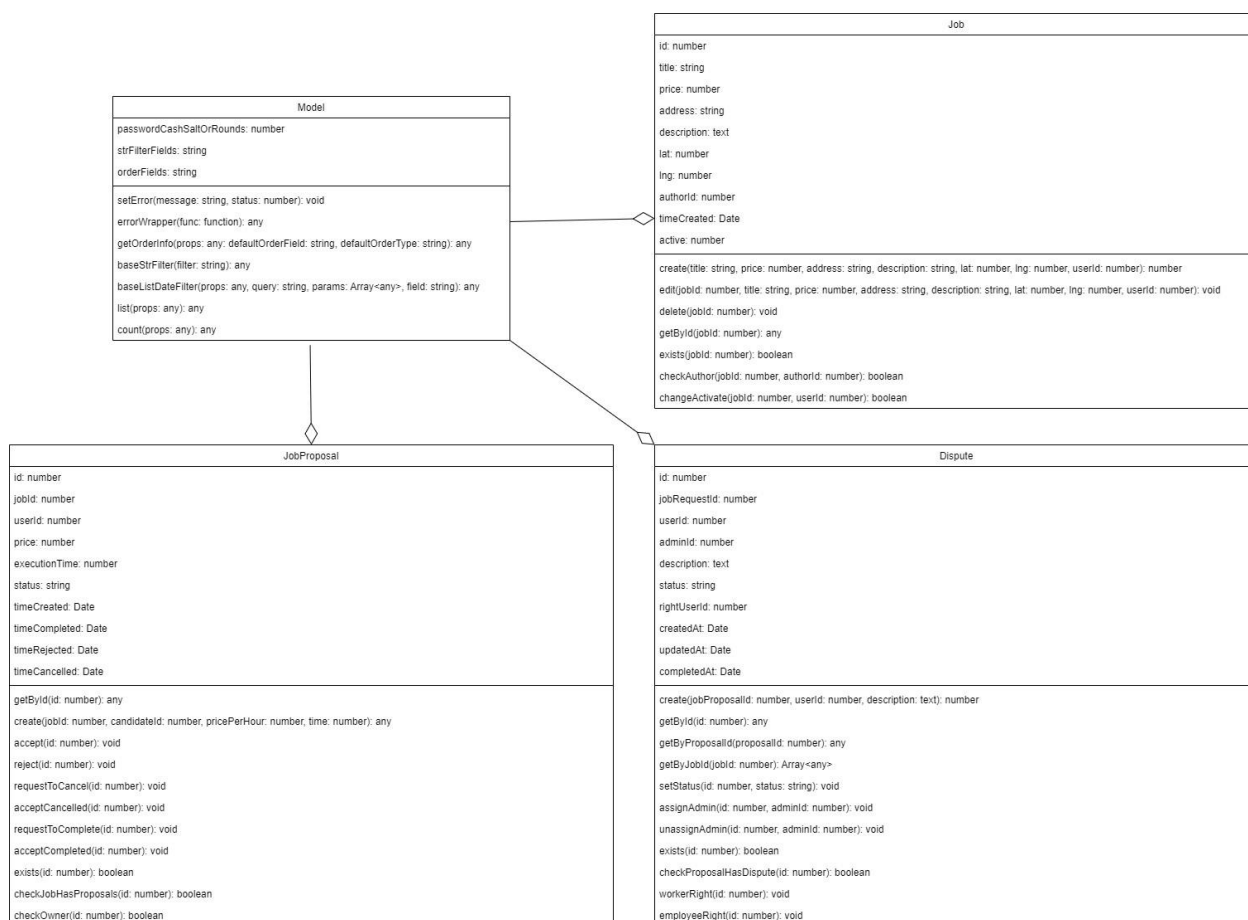 Job
id: number
title: string
price: number
address: string
description: text
lat: number
lng: number
authorId: number
timeCreated: Date
active: number
create(title: string, price: number, address: string, description: string, lat: number, lng: number, userId: number): number
edit(jobId: number, title: string, price: number, address: string, description: string, lat: number, lng: number, userId: number): void
delete(jobId: number): void
getById(jobId: number): any
exists(jobId: number): boolean
checkAuthor(jobId: number, authorId: number): boolean
changeActivate(jobId: number, userId: number): boolean
Model
passwordCashSaltOrRounds: number
strFilterFields: string
orderFields: string
setError(message: string, status: number): void
errorWrapper(func: function): any
getOrderInfo(props: any: defaultOrderField: string, defaultOrderType: string): any
baseStrFilter(filter: string): any
baseListDateFilter(props: any, query: string, params: Array<any>, field: string): any
list(props: any): any
count(props: any): any
JobProposal
id: number
jobId: number
userId: number
price: number
executionTime: number
status: string
timeCreated: Date
timeCompleted: Date
timeRejected: Date
timeCancelled: Date
getById(id: number): any
create(jobId: number, candidateId: number, pricePerHour: number, time: number): any
accept(id: number): void
reject(id: number): void
requestToCancel(id: number): void
acceptCancelled(id: number): void
requestToComplete(id: number): void
acceptCompleted(id: number): void
exists(id: number): boolean
checkJobHasProposals(id: number): boolean
checkOwner(id: number): boolean
Dispute
id: number
jobRequestId: number
userId: number
adminId: number
description: text
status: string
rightUserId: number
createdAt: Date
updatedAt: Date
completedAt: Date
create(jobProposalId: number, userId: number, description: text): number
getById(id: number): any
getByProposalId(proposalId: number): any
getByJobId(jobId: number): Array<any>
setStatus(id: number, status: string): void
assignAdmin(id: number, adminId: number): void
unassignAdmin(id: number, adminId: number): void
exists(id: number): boolean
checkProposalHasDispute(id: number): boolean
workerRight(id: number): void
employeeRight(id: number): void